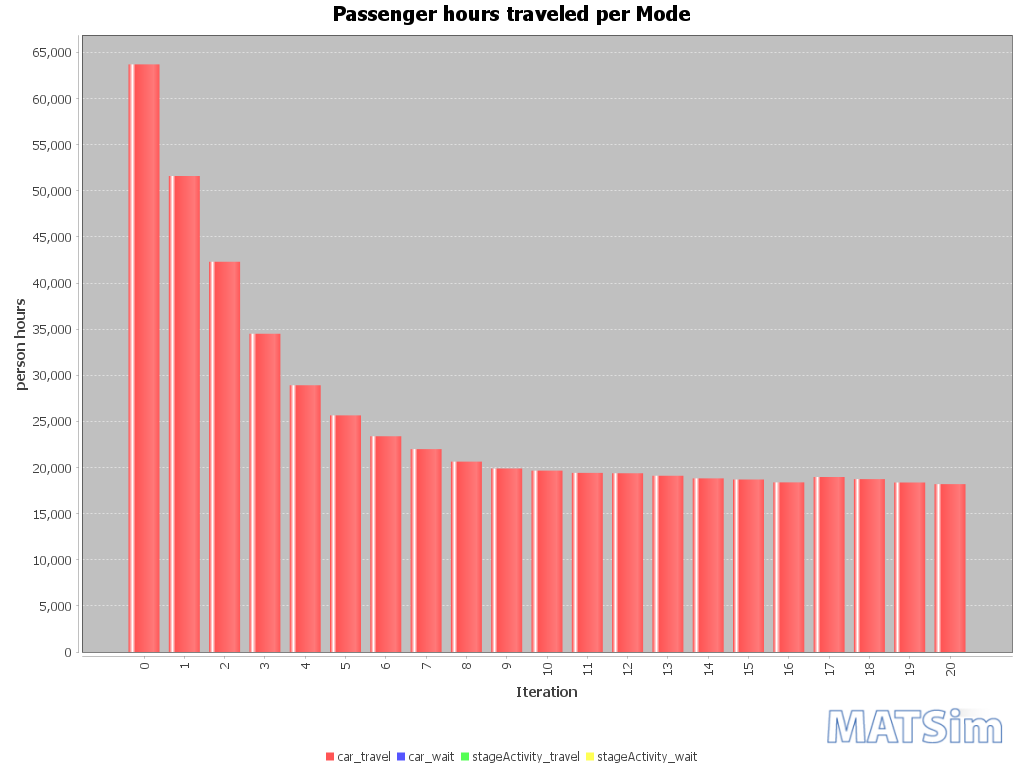 Passenger hours traveled per Mode
65,000
60,000
55,000
50,000
45,000
40,000
35,000
30,000
25,000
20,000
15,000
10,000
5,000
0
person hours
0 1 2 3 4 5 6 7 8 9 10 11 12 13 14 15 16 17 18 19 20
Iteration
MATSim
car_travel car_wait stageActivity_travel stageActivity_wait